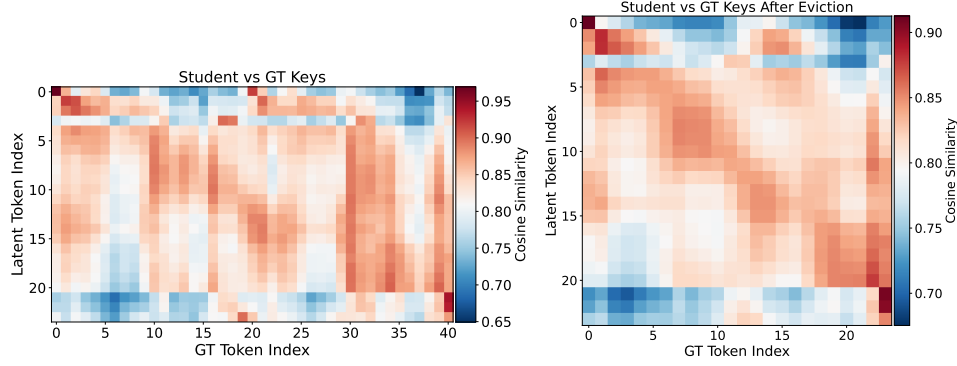 Student vs GT Keys
0
5
10
15
20
Latent Token Index
0 5 10 15 20 25 30 35 40
GT Token Index
0.95
0.90
0.85
0.80
0.75
0.70
0.65
Cosine Similarity
Student vs GT Keys After Eviction
0
5
10
15
20
Latent Token Index
0 5 10 15 20
GT Token Index
0.90
0.85
0.80
0.75
0.70
Cosine Similarity